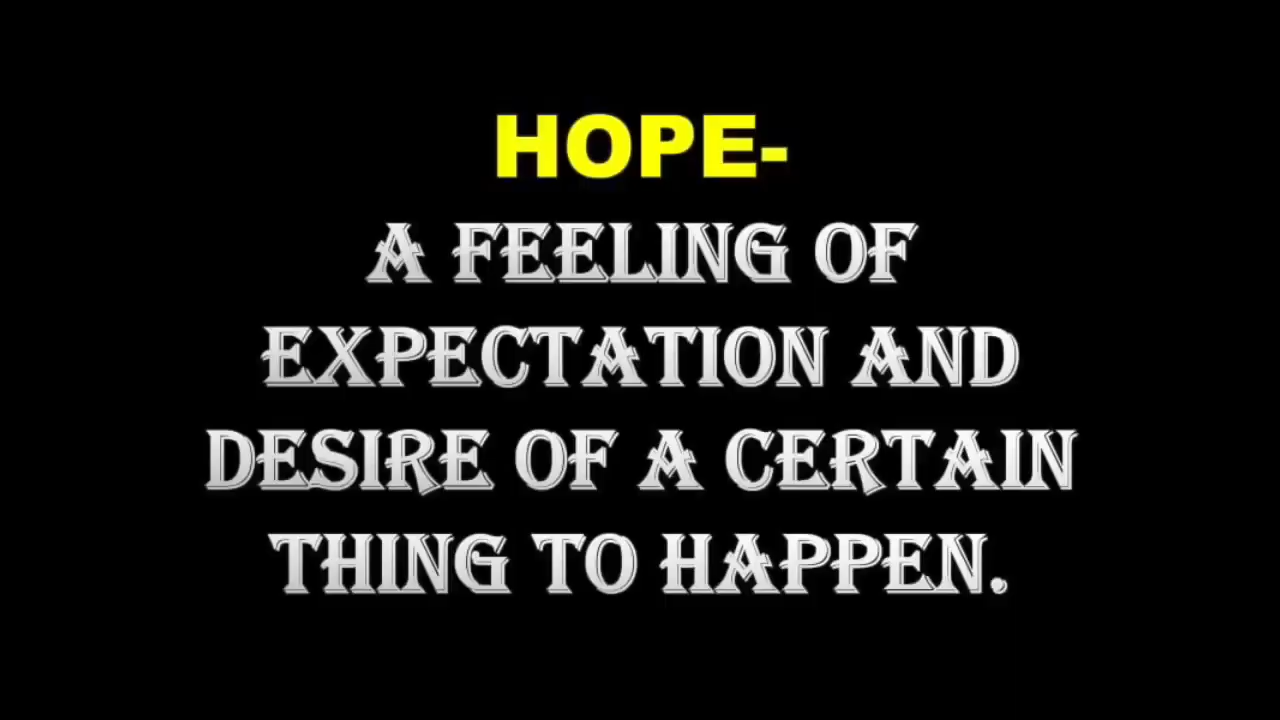 HOPE-
A FEELING OF
EXPECTATION AND
DESIRE OF A CERTAIN
THING TO HAPPEN.